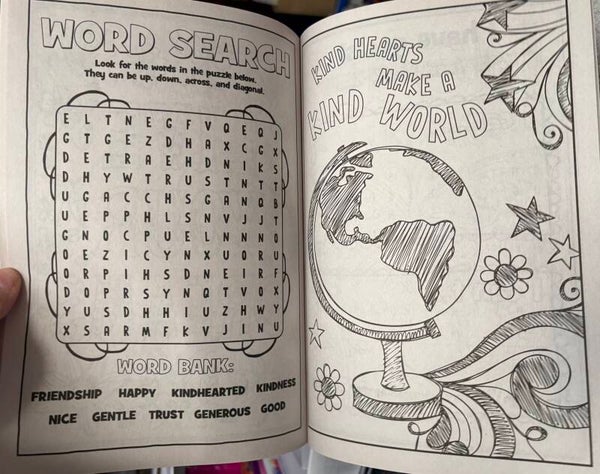 WORD SEARCH
Look for the words in the puzzle below.
They can be up, down, across, and diagonal.
E L T N E G F V Q E Q J
G T G E Z D H A X C G X
D E T R A E H D N I K S
D H Y W T R U S T N T T
U G A C C H S G A N Q B
U E P P H L S N V J J T
G N O C P U E L N N N O
O E Z I C Y N X U O R U
O R P I H S D N E I R F
D O P R S Y N Q T V O X
Y U S D H H I U Z H W Y
X S A R M F K V J I N U
WORD BANK:
FRIENDSHIP HAPPY KINDHEARTED KINDNESS
NICE GENTLE TRUST GENEROUS GOOD
KIND HEARTS
MAKE A
KIND WORLD